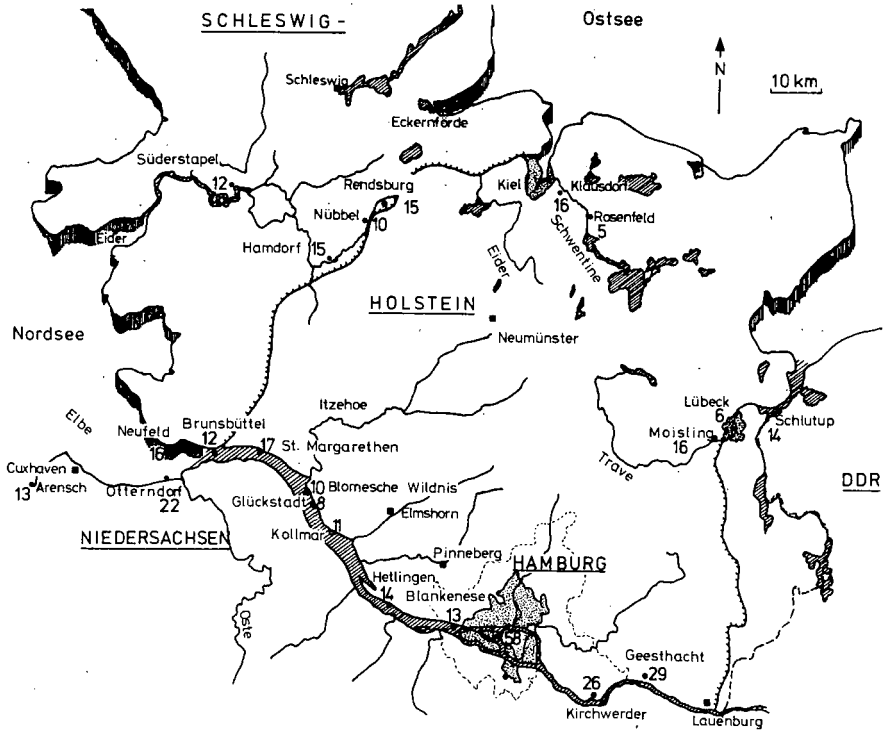 SCHLESWIG -
Ostsee
N
10 km
Schleswig
Eckernförde
Süderstapel
12
Rendsburg
15
Kiel
Klausdorf
16
Nübbel
10
Rosenfeld
5
Eider
Hamdorf
15
Eider
Schwentine
HOLSTEIN
Nordsee
Neumünster
Elbe
Itzehoe
Lübeck
6
Neufeld
Brunsbüttel
12
16
17
St. Margarethen
Moisling
16
Schlutup
14
Trave
Cuxhaven
13
Arensch
Otterndorf
22
10
Blomesche Wildnis
Glückstadt
8
Elmshorn
DDR
NIEDERSACHSEN
Kollmar
11
Pinneberg
HAMBURG
Hetlingen
14
Blankenese
13
58
Oste
Geesthacht
29
26
Kirchwerder
Lauenburg